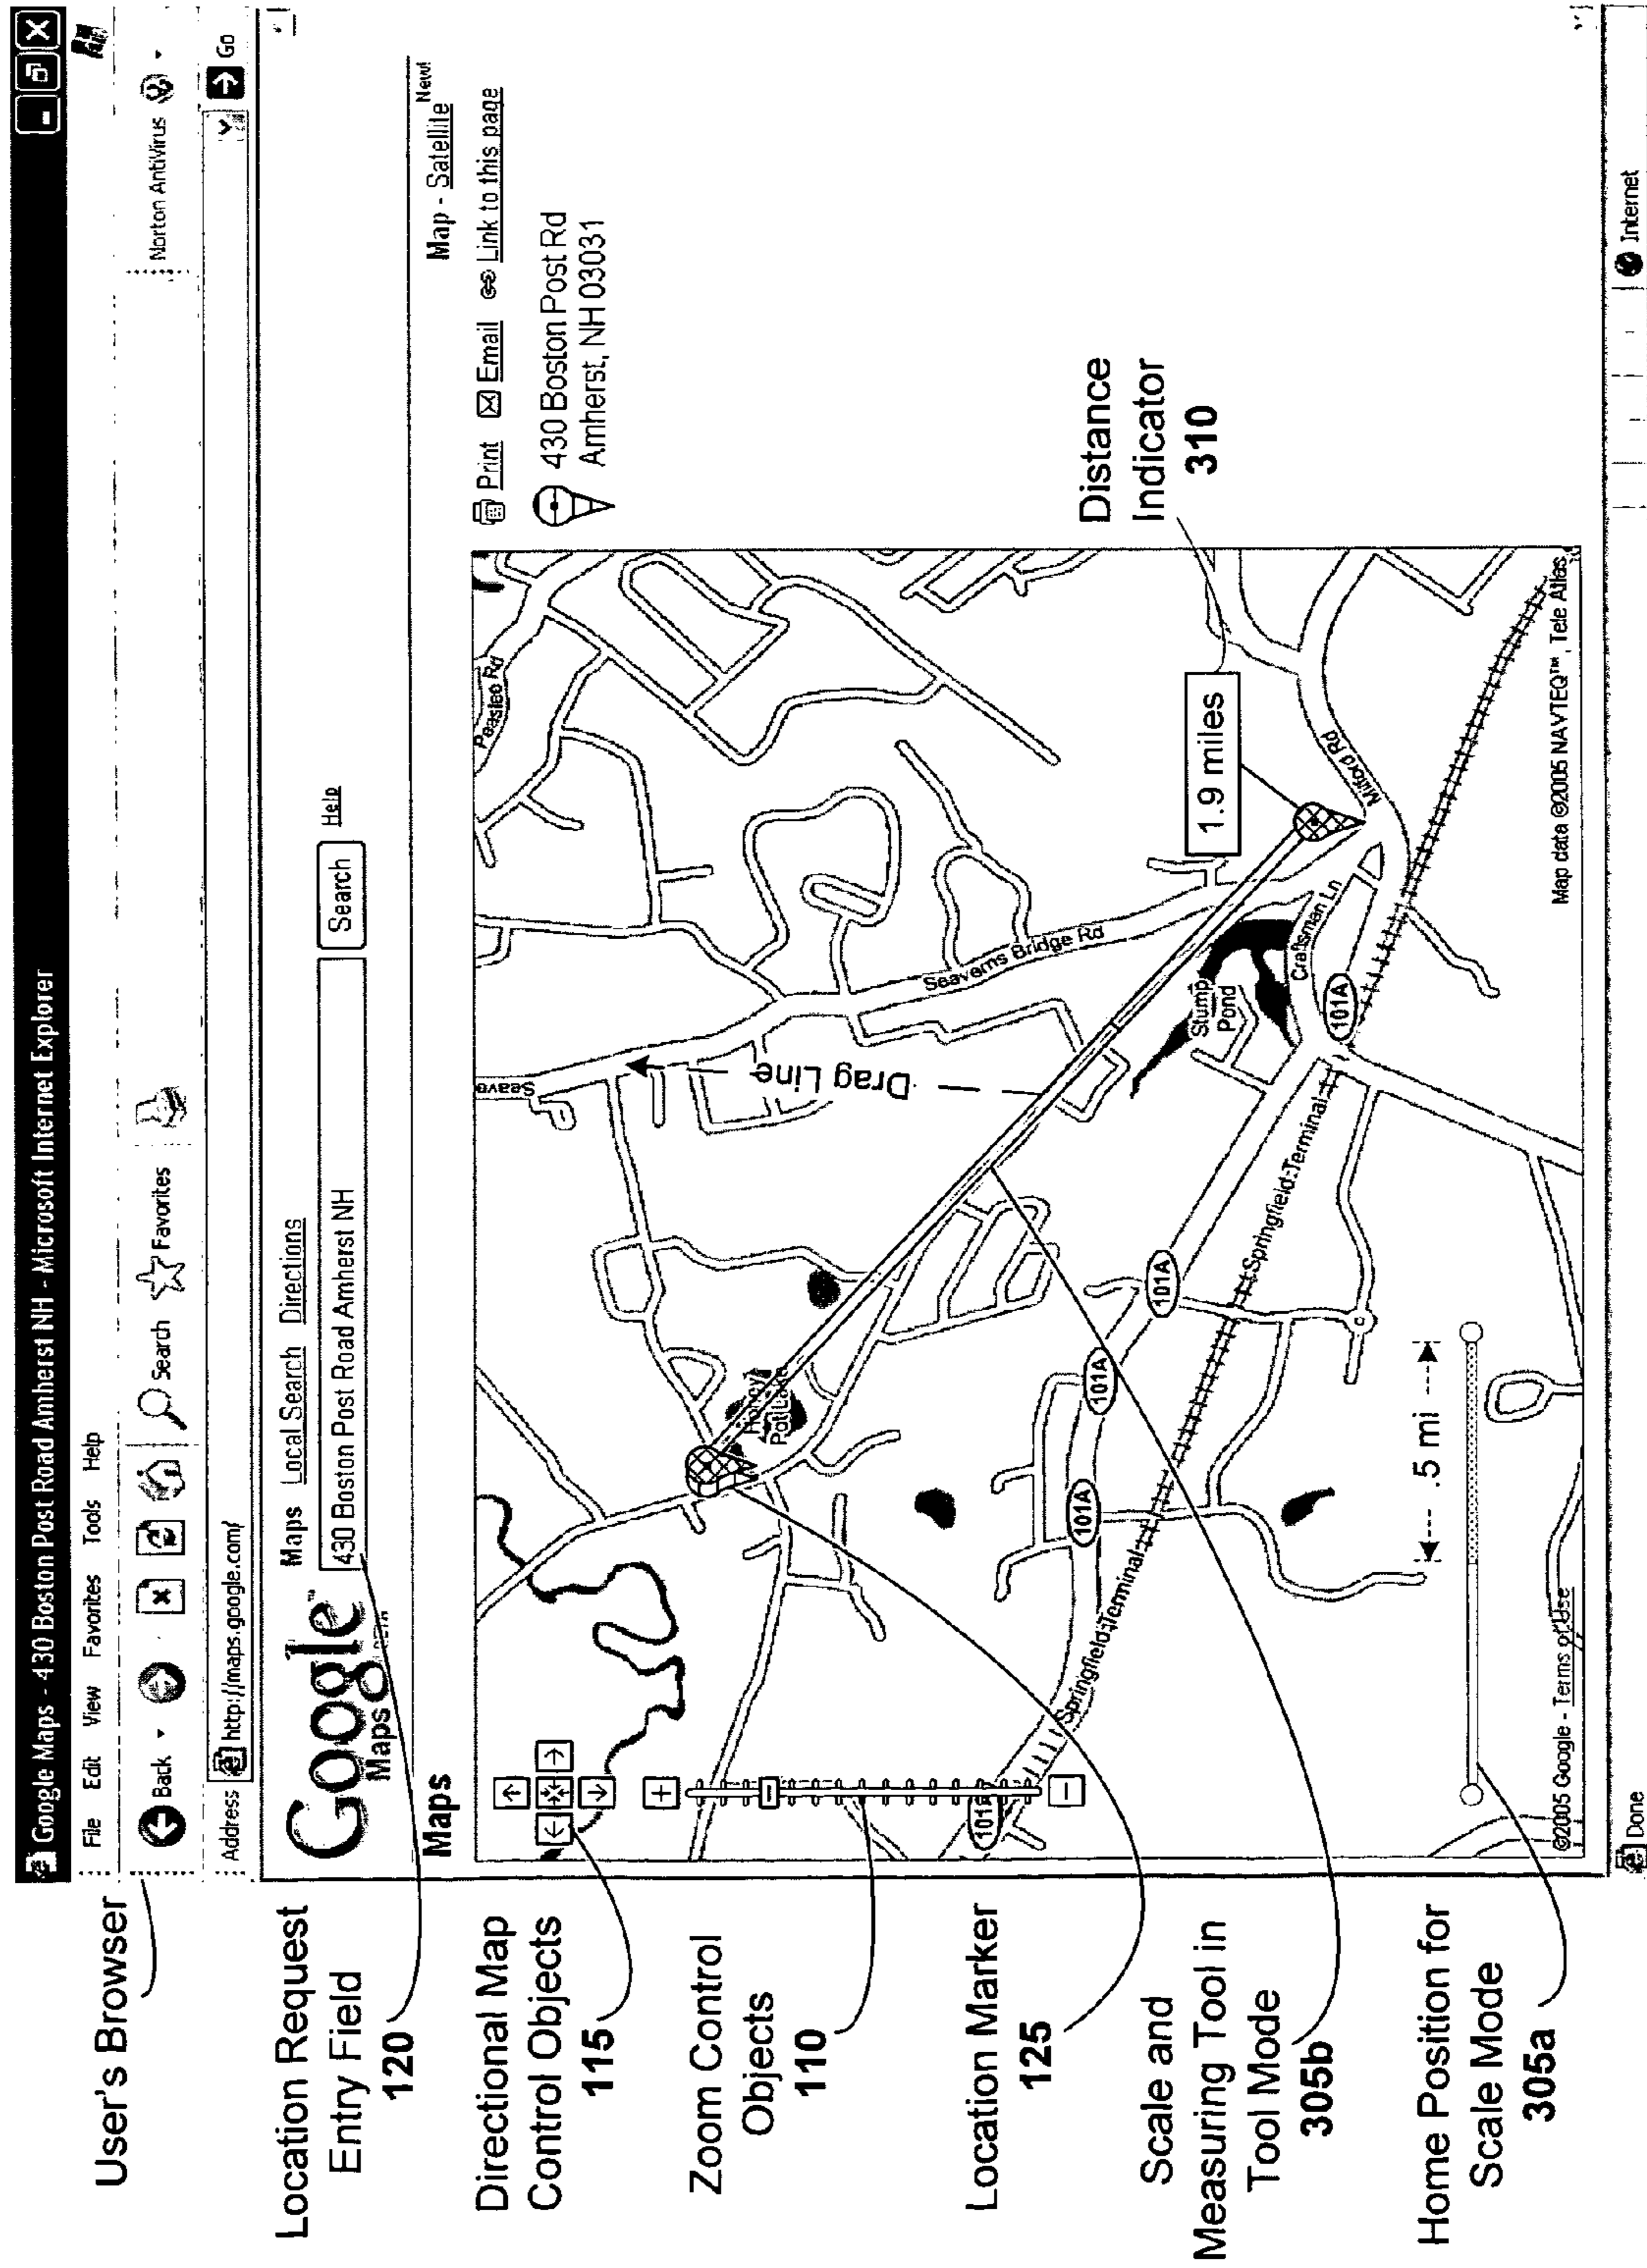 User's Browser
Google Maps - 430 Boston Post Road Amherst NH - Microsoft Internet Explorer
File Edit View Favorites Tools Help
Back Search Favorites Norton AntiVirus
Address http://maps.google.com/ Go
Location Request
Entry Field
120
Google™
Maps
Maps Local Search Directions
430 Boston Post Road Amherst NH Search Help
Maps
Map - Satellite New!
Print Email Link to this page
430 Boston Post Rd
Amherst, NH 03031
Directional Map
Control Objects
115
Zoom Control
Objects
110
Location Marker
125
Scale and
Measuring Tool in
Tool Mode
305b
Home Position for
Scale Mode
305a
Distance
Indicator
310
1.9 miles
Drag Line
Peaslee Rd
Seave
Seaverns Bridge Rd
Stump
Pond
Craftsman Ln
Milford Rd
101A
101A
101A
101A
Springfield-Terminal
Springfield-Terminal
.5 mi
©2005 Google - Terms of Use
Map data ©2005 NAVTEQ™, Tele Atlas
Done
Internet